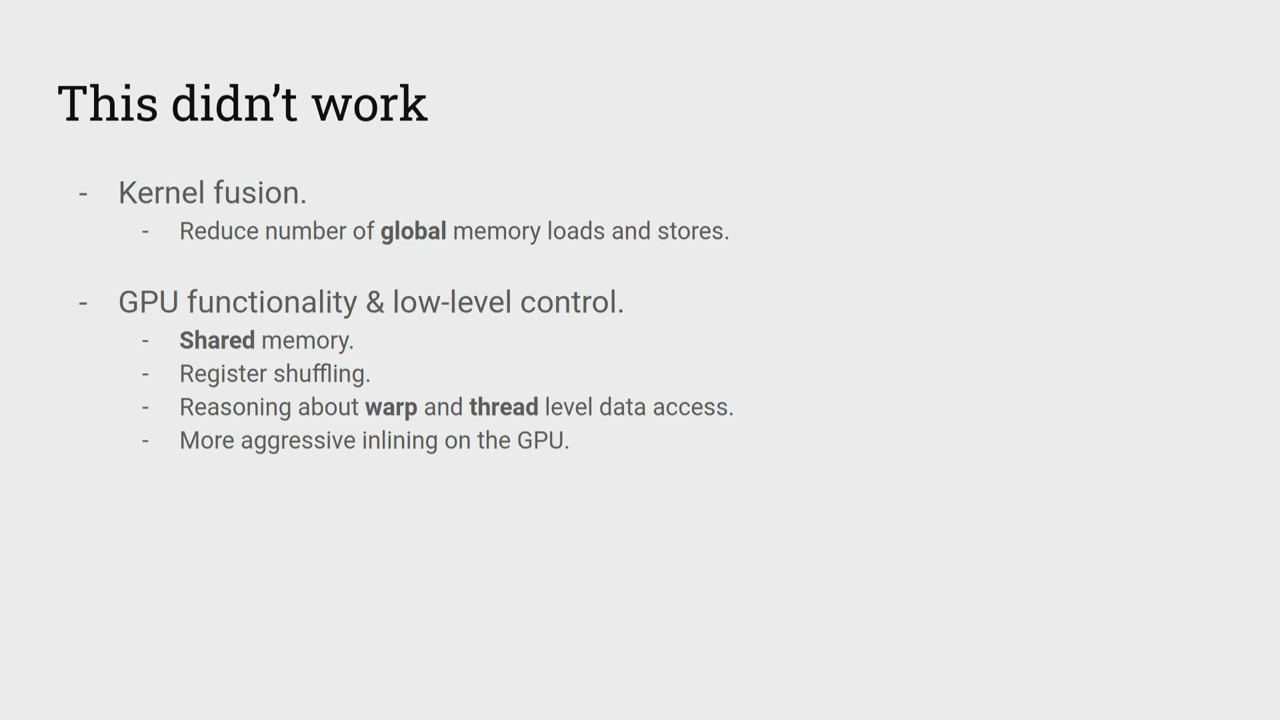 This didn’t work
- Kernel fusion.
- Reduce number of global memory loads and stores.
- GPU functionality & low-level control.
- Shared memory.
- Register shuffling.
- Reasoning about warp and thread level data access.
- More aggressive inlining on the GPU.